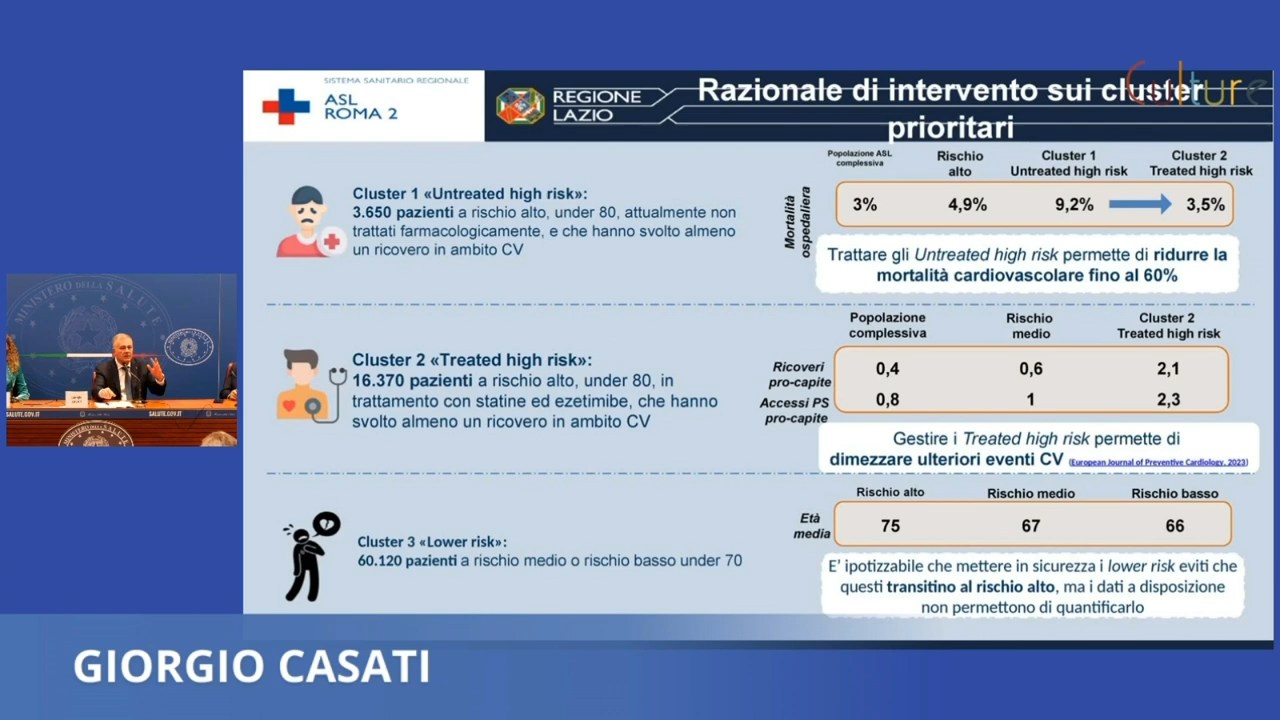 Culture
SISTEMA SANITARIO REGIONALE
ASL
ROMA 2
REGIONE
LAZIO
Razionale di intervento sui cluster
prioritari
Cluster 1 «Untreated high risk»:
3.650 pazienti a rischio alto, under 80, attualmente non
trattati farmacologicamente, e che hanno svolto almeno
un ricovero in ambito CV
Popolazione ASL
complessiva
Rischio
alto
Cluster 1
Untreated high risk
Cluster 2
Treated high risk
Mortalità
ospedaliera
3% 4,9% 9,2% 3,5%
Trattare gli Untreated high risk permette di ridurre la
mortalità cardiovascolare fino al 60%
Cluster 2 «Treated high risk»:
16.370 pazienti a rischio alto, under 80, in
trattamento con statine ed ezetimibe, che hanno
svolto almeno un ricovero in ambito CV
Popolazione
complessiva
Rischio
medio
Cluster 2
Treated high risk
Ricoveri
pro-capite
0,4 0,6 2,1
Accessi PS
pro-capite
0,8 1 2,3
Gestire i Treated high risk permette di
dimezzare ulteriori eventi CV (European Journal of Preventive Cardiology, 2023)
Cluster 3 «Lower risk»:
60.120 pazienti a rischio medio o rischio basso under 70
Rischio alto Rischio medio Rischio basso
Età
media
75 67 66
E' ipotizzabile che mettere in sicurezza i lower risk eviti che
questi transitino al rischio alto, ma i dati a disposizione
non permettono di quantificarlo
MINISTERO DELLA SALUTE
SALUTE.GOV.IT
SALUTE.GOV.IT
GIORGIO CASATI